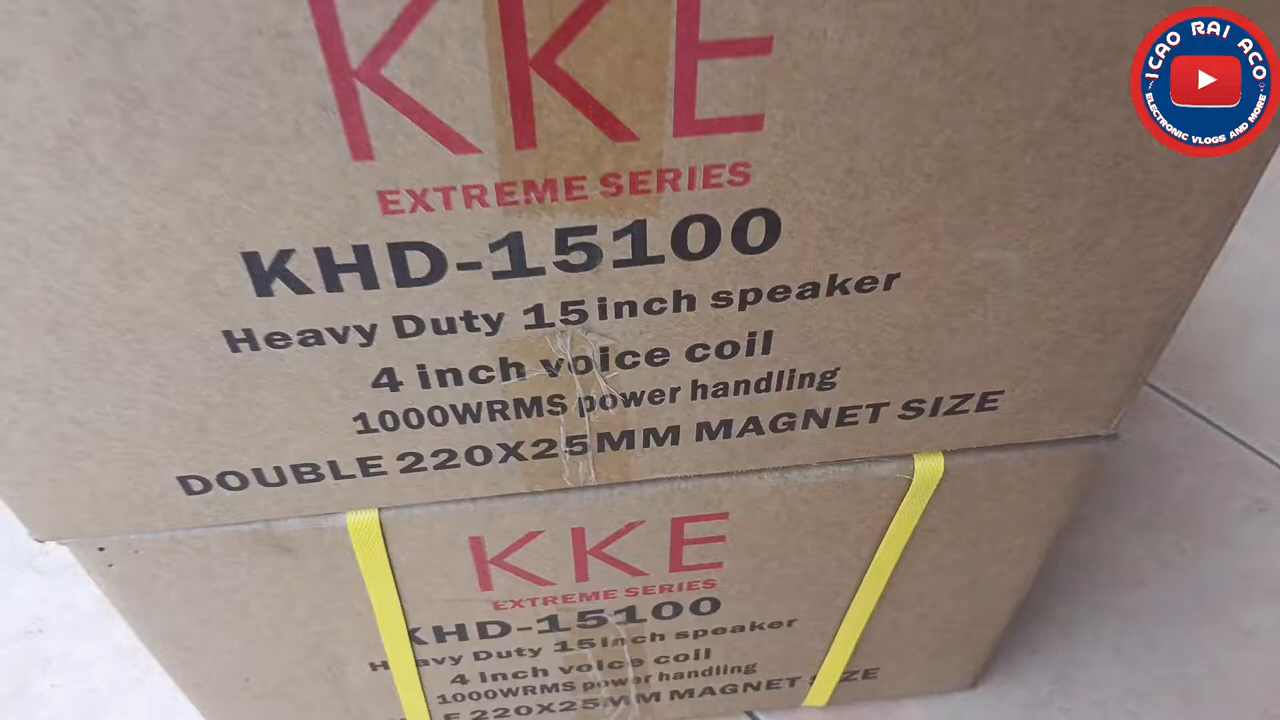 KKE
EXTREME SERIES
KHD-15100
Heavy Duty 15 inch speaker
4 inch voice coil
1000WRMS power handling
DOUBLE 220X25MM MAGNET SIZE
KKE
EXTREME SERIES
KHD-15100
Heavy Duty 15inch speaker
4 inch voice coil
1000WRMS power handling
220X25MM MAGNET
ICAO RAI ACO
ELECTRONIC VLOGS AND MORE